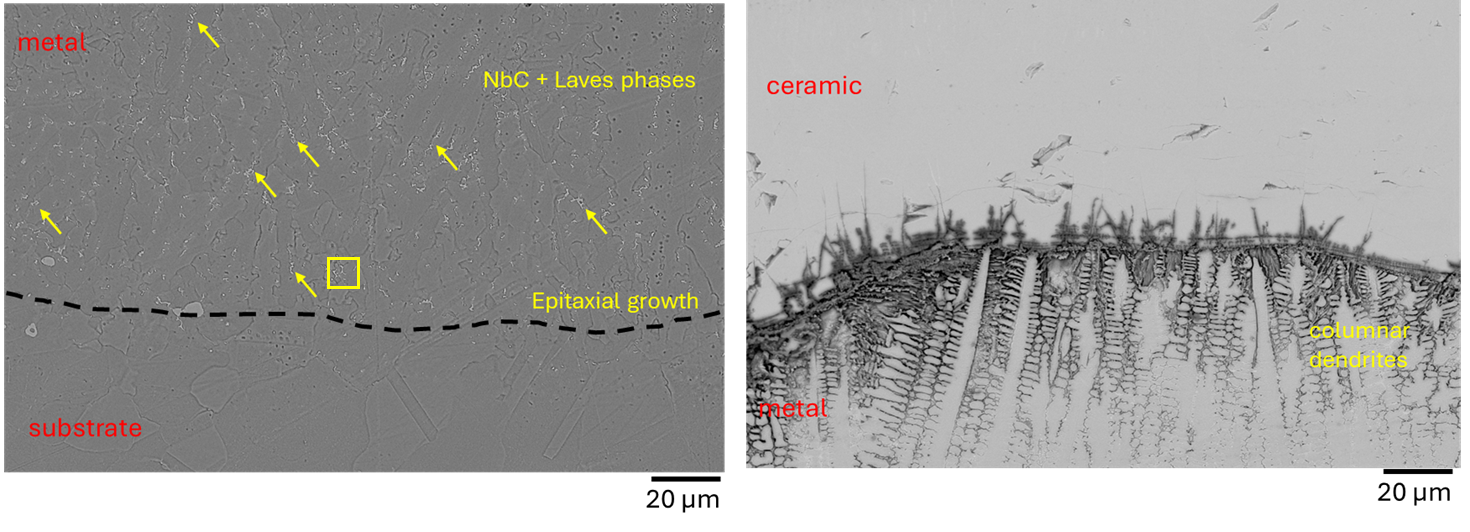 metal
NbC + Laves phases
Epitaxial growth
substrate
20 µm
ceramic
columnar
dendrites
metal
20 µm